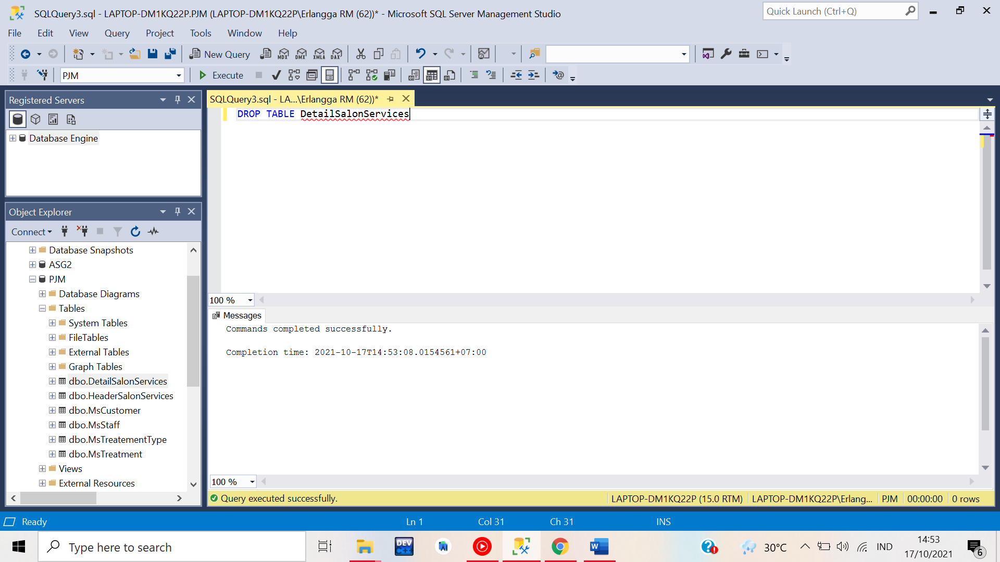 SQLQuery3.sql - LAPTOP-DM1KQ22P.PJM (LAPTOP-DM1KQ22P\Erlangga RM (62))* - Microsoft SQL Server Management Studio
Quick Launch (Ctrl+Q)
File Edit View Query Project Tools Window Help
New Query MDX DMX XMLA DAX
PJM
Execute
Registered Servers
Database Engine
SQLQuery3.sql - LA...\Erlangga RM (62))*
DROP TABLE DetailSalonServices
Object Explorer
Connect
Database Snapshots
ASG2
PJM
Database Diagrams
Tables
System Tables
FileTables
External Tables
Graph Tables
dbo.DetailSalonServices
dbo.HeaderSalonServices
dbo.MsCustomer
dbo.MsStaff
dbo.MsTreatementType
dbo.MsTreatment
Views
External Resources
100 %
Messages
Commands completed successfully.
Completion time: 2021-10-17T14:53:08.0154561+07:00
100 %
Query executed successfully.
LAPTOP-DM1KQ22P (15.0 RTM)
LAPTOP-DM1KQ22P\Erlang...
PJM
00:00:00
0 rows
Ready
Ln 1
Col 31
Ch 31
INS
Type here to search
DEV
C++
W
30°C
IND
14:53
17/10/2021
6